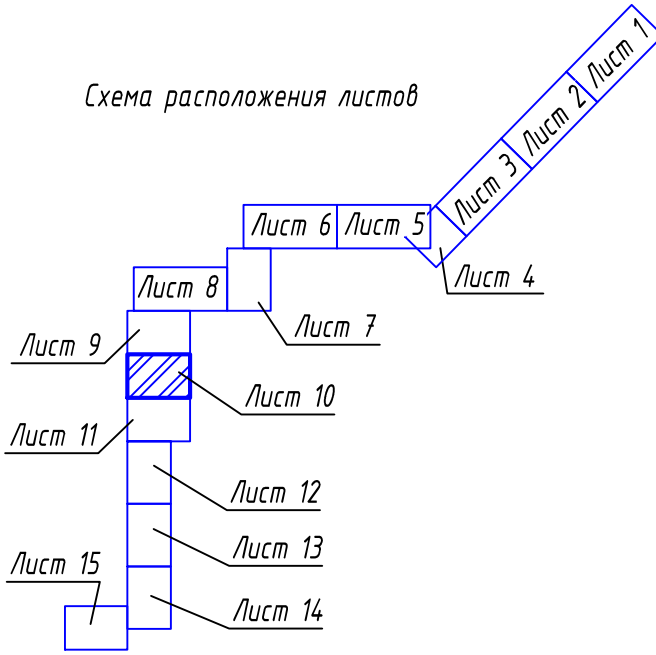 Схема расположения листов
Лист 1
Лист 2
Лист 3
Лист 4
Лист 5
Лист 6
Лист 7
Лист 8
Лист 9
Лист 10
Лист 11
Лист 12
Лист 13
Лист 14
Лист 15